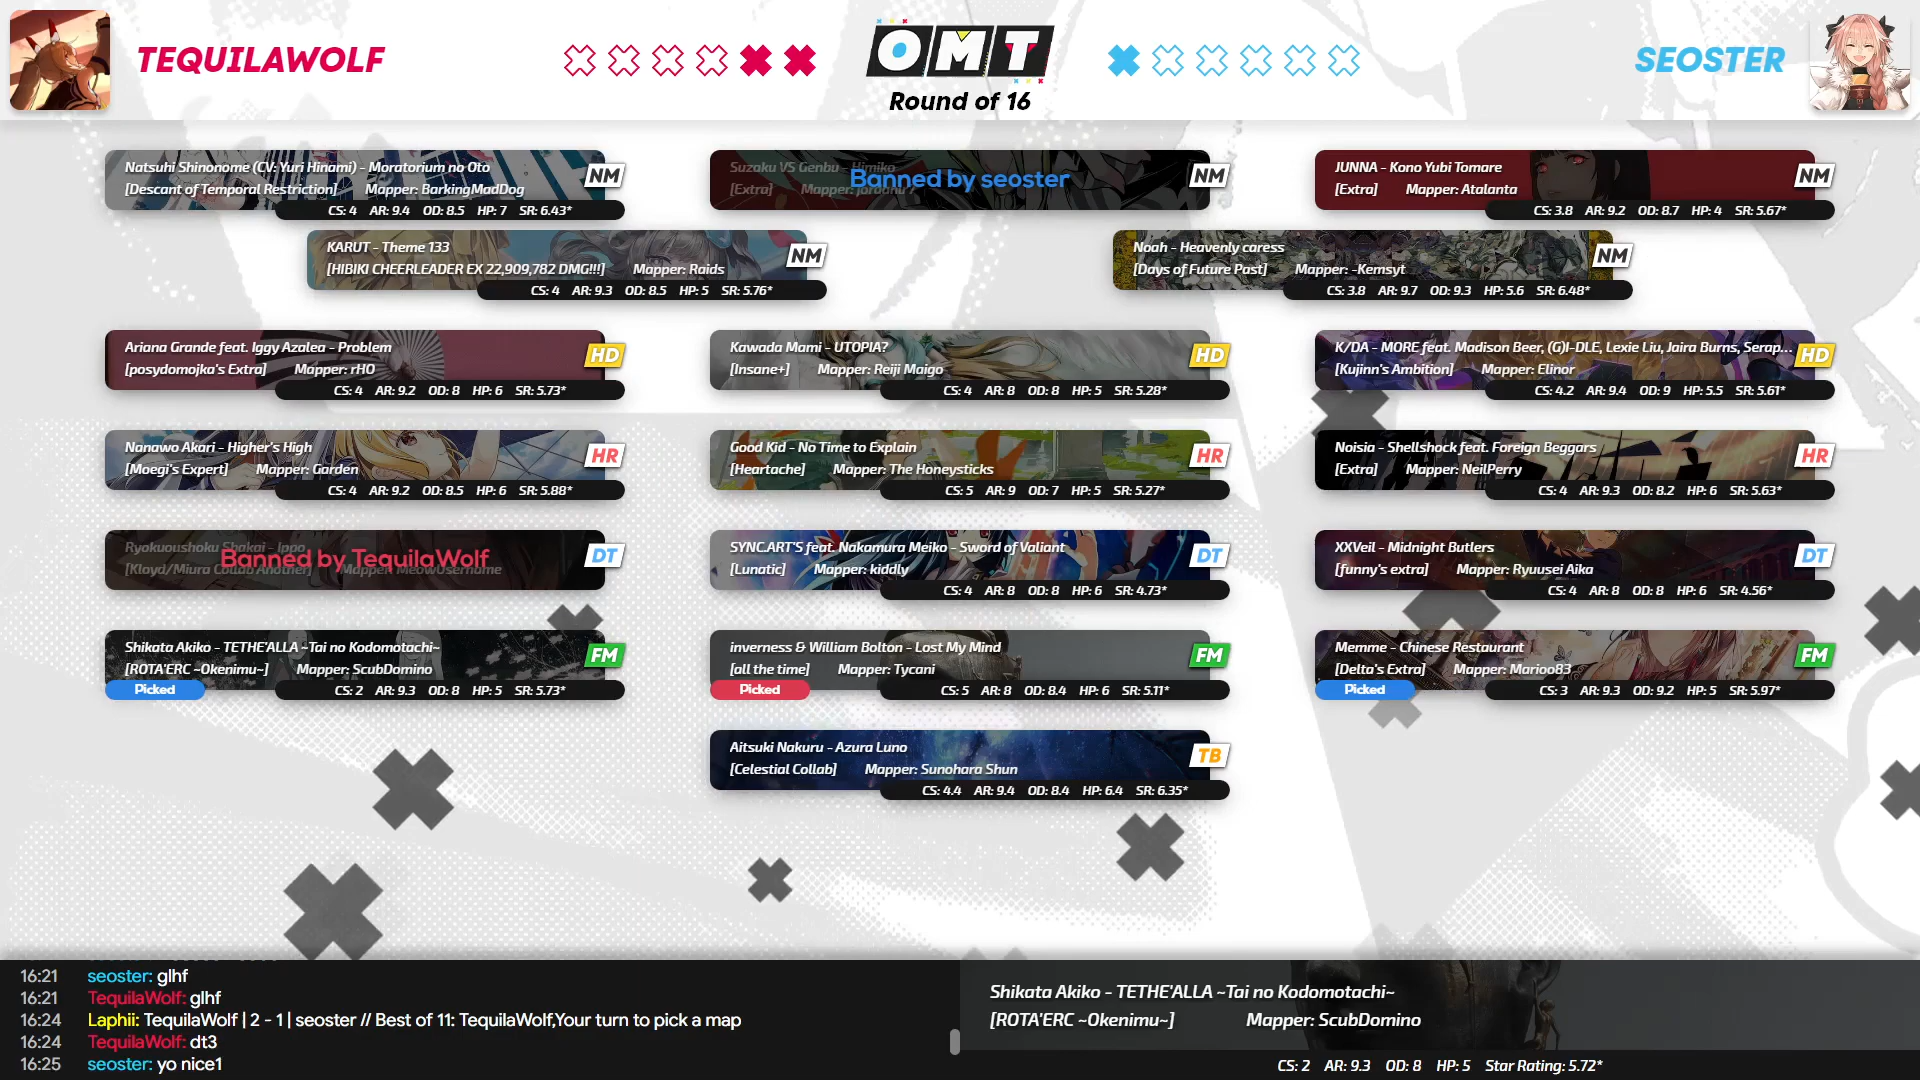 TEQUILAWOLF
OMT
SEOSTER
Round of 16
Natsuhi Shinonome (CV: Yuri Hinami) - Moratorium no Oto
[Descant of Temporal Restriction] Mapper: BarkingMadDog
NM
CS: 4 AR: 9.4 OD: 8.5 HP: 7 SR: 6.43*
Suzaku VS Genbu - Himiko
[Extra] Mapper:
Banned by seoster
NM
JUNNA - Kono Yubi Tomare
[Extra] Mapper: Atalanta
NM
CS: 3.8 AR: 9.2 OD: 8.7 HP: 4 SR: 5.67*
KARUT - Theme 133
[HIBIKI CHEERLEADER EX 22,909,782 DMG!!!] Mapper: Raids
NM
CS: 4 AR: 9.3 OD: 8.5 HP: 5 SR: 5.76*
Noah - Heavenly caress
[Days of Future Past] Mapper: -Kemsyt
NM
CS: 3.8 AR: 9.7 OD: 9.3 HP: 5.6 SR: 6.48*
Ariana Grande feat. Iggy Azalea - Problem
[posydomojka's Extra] Mapper: rHO
HD
CS: 4 AR: 9.2 OD: 8 HP: 6 SR: 5.73*
Kawada Mami - UTOPIA?
[Insane+] Mapper: Reiji Maigo
HD
CS: 4 AR: 8 OD: 8 HP: 5 SR: 5.28*
K/DA - MORE feat. Madison Beer, (G)I-DLE, Lexie Liu, Jaira Burns, Serap...
[Kujinn's Ambition] Mapper: Elinor
HD
CS: 4.2 AR: 9.4 OD: 9 HP: 5.5 SR: 5.61*
Nanawo Akari - Higher's High
[Moegi's Expert] Mapper: Garden
HR
CS: 4 AR: 9.2 OD: 8.5 HP: 6 SR: 5.88*
Good Kid - No Time to Explain
[Heartache] Mapper: The Honeysticks
HR
CS: 5 AR: 9 OD: 7 HP: 5 SR: 5.27*
Noisia - Shellshock feat. Foreign Beggars
[Extra] Mapper: NeilPerry
HR
CS: 4 AR: 9.3 OD: 8.2 HP: 6 SR: 5.63*
Ryokuoushoku Shakai - Ippo
[Kloyd/Miura Collab Another] Mapper: MeowUsername
Banned by TequilaWolf
DT
SYNC.ART'S feat. Nakamura Meiko - Sword of Valiant
[Lunatic] Mapper: kiddly
DT
CS: 4 AR: 8 OD: 8 HP: 6 SR: 4.73*
XXVeil - Midnight Butlers
[funny's extra] Mapper: Ryuusei Aika
DT
CS: 4 AR: 8 OD: 8 HP: 6 SR: 4.56*
Shikata Akiko - TETHE'ALLA ~Tai no Kodomotachi~
[ROTA'ERC ~Okenimu~] Mapper: ScubDomino
FM
Picked
CS: 2 AR: 9.3 OD: 8 HP: 5 SR: 5.73*
inverness & William Bolton - Lost My Mind
[all the time] Mapper: Tycani
FM
Picked
CS: 5 AR: 8 OD: 8.4 HP: 6 SR: 5.11*
Memme - Chinese Restaurant
[Delta's Extra] Mapper: Marioo83
FM
Picked
CS: 3 AR: 9.3 OD: 9.2 HP: 5 SR: 5.97*
Aitsuki Nakuru - Azura Luno
[Celestial Collab] Mapper: Sunohara Shun
TB
CS: 4.4 AR: 9.4 OD: 8.4 HP: 6.4 SR: 6.35*
16:21 seoster: glhf
16:21 TequilaWolf: glhf
16:24 Laphii: TequilaWolf | 2 - 1 | seoster // Best of 11: TequilaWolf,Your turn to pick a map
16:24 TequilaWolf: dt3
16:25 seoster: yo nice1
Shikata Akiko - TETHE'ALLA ~Tai no Kodomotachi~
[ROTA'ERC ~Okenimu~] Mapper: ScubDomino
CS: 2 AR: 9.3 OD: 8 HP: 5 Star Rating: 5.72*